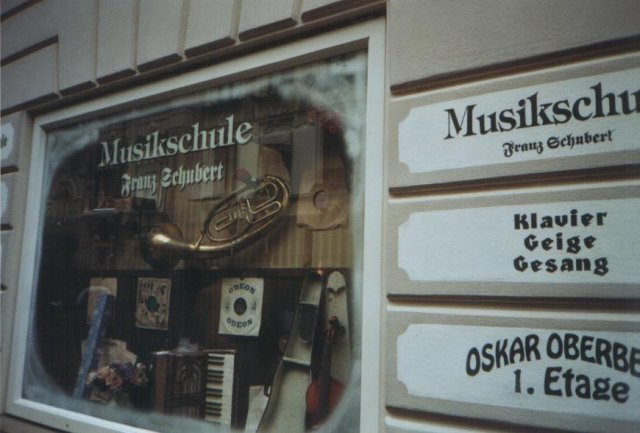 Musikschule
Franz Schubert
ODEON
ODEON
Musikschu
Franz Schubert
Klavier
Geige
Gesang
OSKAR OBERBE
1. Etage